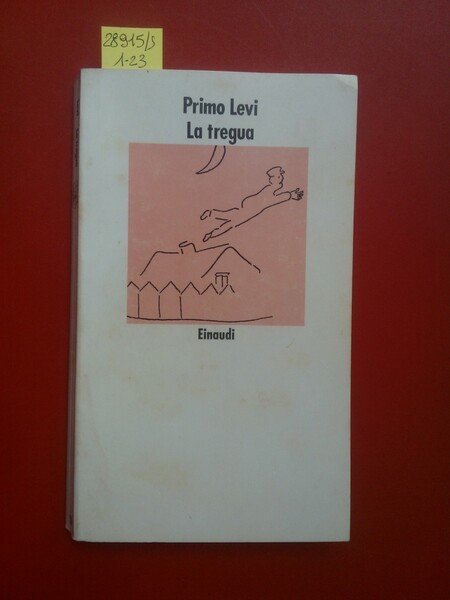 28915/S
1-23
Primo Levi
La tregua
Einaudi